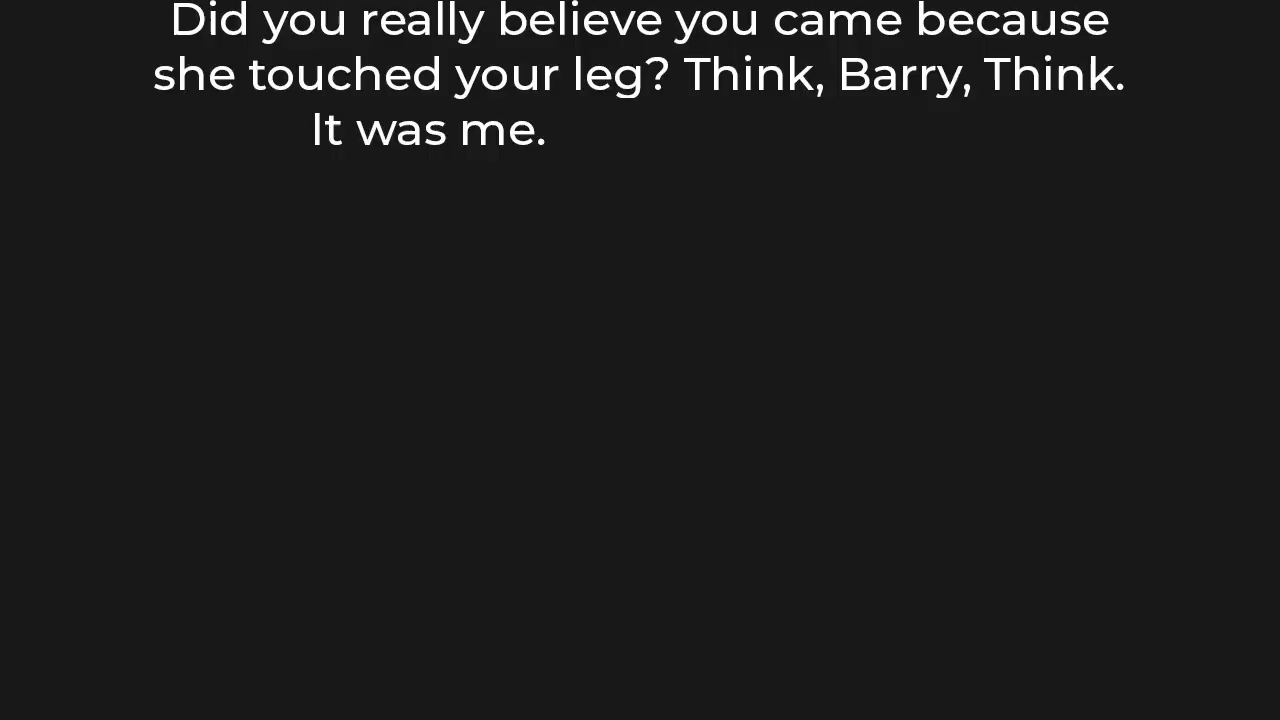 Did you really believe you came because
she touched your leg? Think, Barry, Think.
It was me.